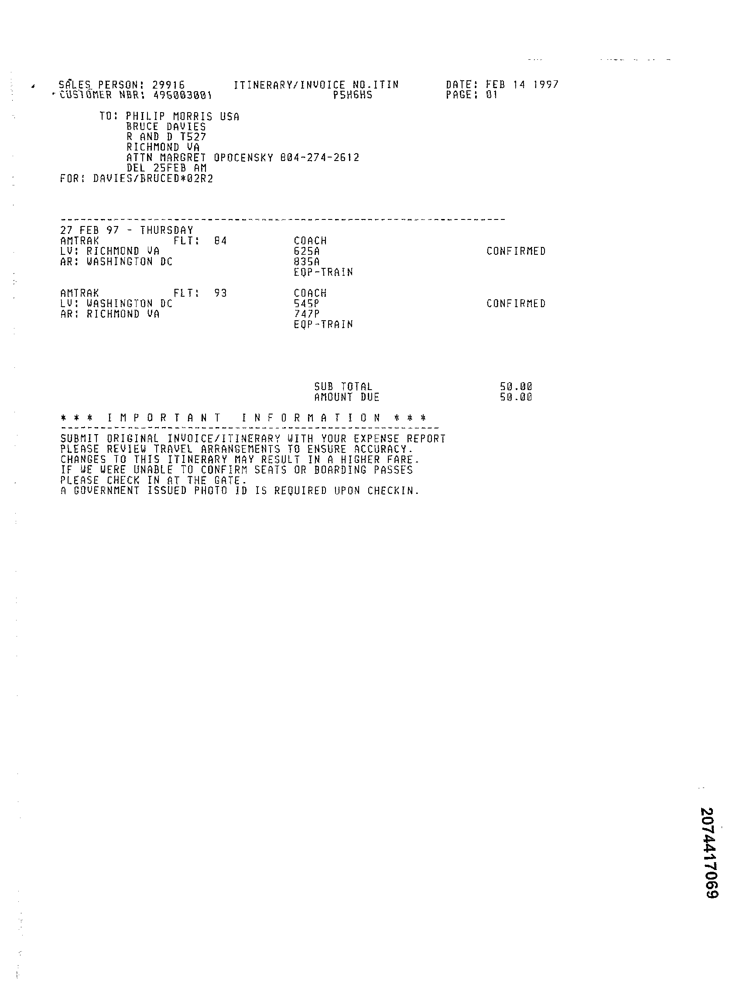 SALES PERSON: 29916 ITINERARY/INVOICE NO.ITIN DATE: FEB 14 1997
CUSTOMER NBR: 495003001 P5HGHS PAGE: 01
TO: PHILIP MORRIS USA
BRUCE DAVIES
R AND D T527
RICHMOND VA
ATTN MARGRET OPOCENSKY 804-274-2612
DEL 25FEB AM
FOR: DAVIES/BRUCED*02R2
27 FEB 97 - THURSDAY
AMTRAK FLT: 84 COACH
LV: RICHMOND VA 625A CONFIRMED
AR: WASHINGTON DC 835A
EQP-TRAIN
AMTRAK FLT: 93 COACH
LV: WASHINGTON DC 545P CONFIRMED
AR: RICHMOND VA 747P
EQP-TRAIN
SUB TOTAL 50.00
AMOUNT DUE 50.00
* * * I M P O R T A N T I N F O R M A T I O N * * *
SUBMIT ORIGINAL INVOICE/ITINERARY WITH YOUR EXPENSE REPORT
PLEASE REVIEW TRAVEL ARRANGEMENTS TO ENSURE ACCURACY.
CHANGES TO THIS ITINERARY MAY RESULT IN A HIGHER FARE.
IF WE WERE UNABLE TO CONFIRM SEATS OR BOARDING PASSES
PLEASE CHECK IN AT THE GATE.
A GOVERNMENT ISSUED PHOTO ID IS REQUIRED UPON CHECKIN.
2074417069